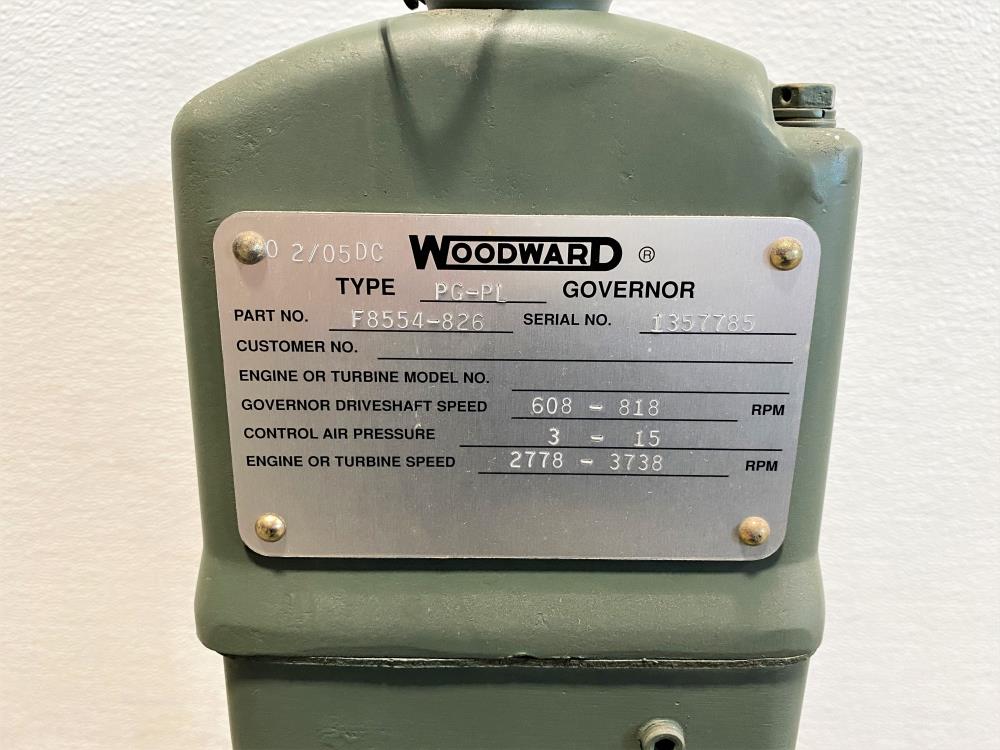 O 2/05DC WOODWARD ®
TYPE PG-PL GOVERNOR
PART NO. F8554-826 SERIAL NO. 1357785
CUSTOMER NO.
ENGINE OR TURBINE MODEL NO.
GOVERNOR DRIVESHAFT SPEED 608 - 818 RPM
CONTROL AIR PRESSURE 3 - 15
ENGINE OR TURBINE SPEED 2778 - 3738 RPM